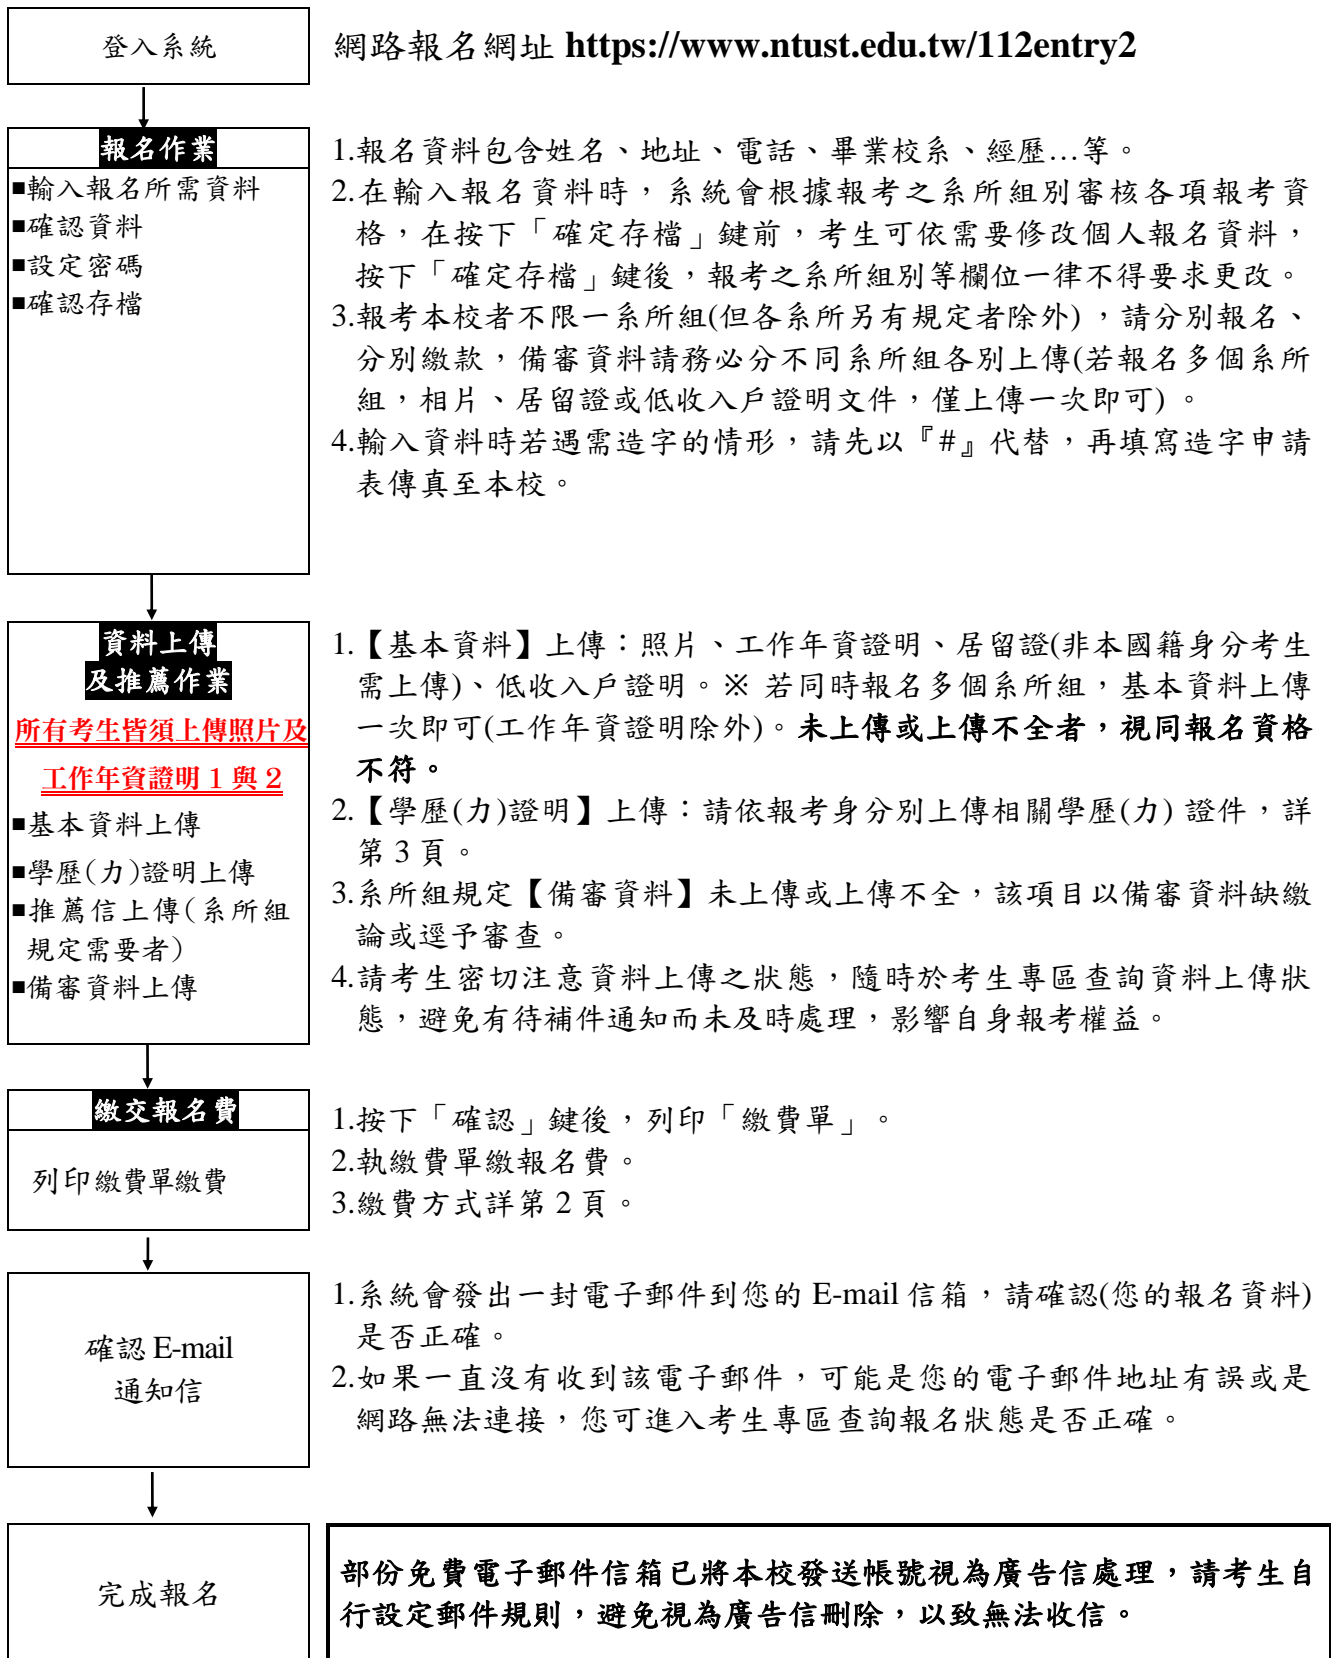 登入系統
網路報名網址 https://www.ntust.edu.tw/112entry2
報名作業
■輸入報名所需資料
■確認資料
■設定密碼
■確認存檔
1.報名資料包含姓名、地址、電話、畢業校系、經歷…等。
2.在輸入報名資料時，系統會根據報考之系所組別審核各項報考資
格，在按下「確定存檔」鍵前，考生可依需要修改個人報名資料，
按下「確定存檔」鍵後，報考之系所組別等欄位一律不得要求更改。
3.報考本校者不限一系所組(但各系所另有規定者除外)，請分別報名、
分別繳款，備審資料請務必分不同系所組各別上傳(若報名多個系所
組，相片、居留證或低收入戶證明文件，僅上傳一次即可)。
4.輸入資料時若遇需造字的情形，請先以『#』代替，再填寫造字申請
表傳真至本校。
資料上傳
及推薦作業
所有考生皆須上傳照片及
工作年資證明 1 與 2
■基本資料上傳
■學歷(力)證明上傳
■推薦信上傳(系所組
規定需要者)
■備審資料上傳
1.【基本資料】上傳：照片、工作年資證明、居留證(非本國籍身分考生
需上傳)、低收入戶證明。※ 若同時報名多個系所組，基本資料上傳
一次即可(工作年資證明除外)。未上傳或上傳不全者，視同報名資格
不符。
2.【學歷(力)證明】上傳：請依報考身分別上傳相關學歷(力) 證件，詳
第 3 頁。
3.系所組規定【備審資料】未上傳或上傳不全，該項目以備審資料缺繳
論或逕予審查。
4.請考生密切注意資料上傳之狀態，隨時於考生專區查詢資料上傳狀
態，避免有待補件通知而未及時處理，影響自身報考權益。
繳交報名費
列印繳費單繳費
1.按下「確認」鍵後，列印「繳費單」。
2.執繳費單繳報名費。
3.繳費方式詳第 2 頁。
確認 E-mail
通知信
1.系統會發出一封電子郵件到您的 E-mail 信箱，請確認(您的報名資料)
是否正確。
2.如果一直沒有收到該電子郵件，可能是您的電子郵件地址有誤或是
網路無法連接，您可進入考生專區查詢報名狀態是否正確。
完成報名
部份免費電子郵件信箱已將本校發送帳號視為廣告信處理，請考生自
行設定郵件規則，避免視為廣告信刪除，以致無法收信。